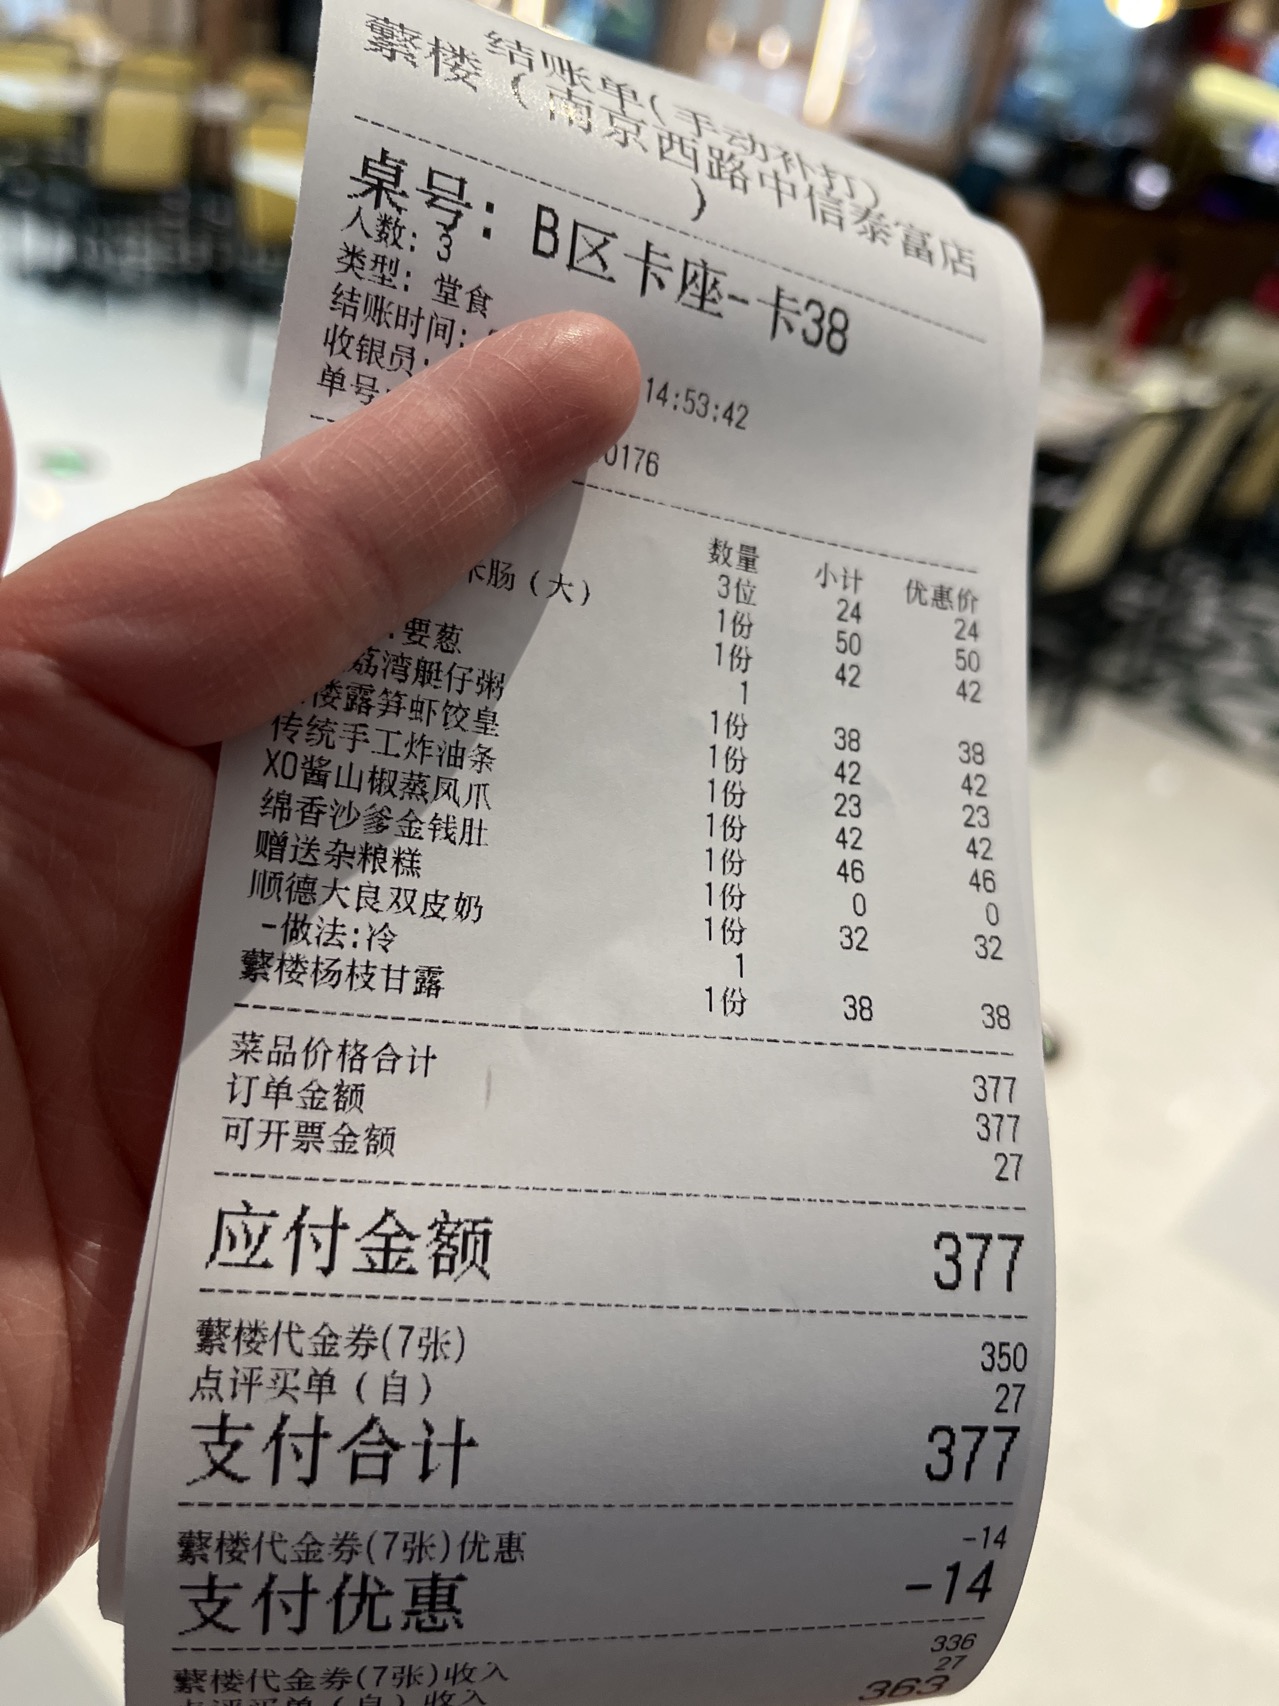 结账单(手动补打)
蘩楼（南京西路中信泰富店
）
桌号: B区卡座-卡38
人数: 3
类型: 堂食
结账时间: 14:53:42
收银员:
单号: 0176
数量 小计 优惠价
3位 24 24
肠（大） 1份 50 50
1份 42 42
要葱 1
荔湾艇仔粥 1份 38 38
楼露笋虾饺皇 1份 42 42
传统手工炸油条 1份 23 23
XO酱山椒蒸凤爪 1份 42 42
绵香沙爹金钱肚 1份 46 46
赠送杂粮糕 1份 0 0
顺德大良双皮奶 1份 32 32
-做法:冷 1
蘩楼杨枝甘露 1份 38 38
菜品价格合计 377
订单金额 377
可开票金额 27
应付金额 377
蘩楼代金券(7张) 350
点评买单（自） 27
支付合计 377
蘩楼代金券(7张)优惠 -14
支付优惠 -14
蘩楼代金券(7张)收入 336
点评买单（自）收入 27
363